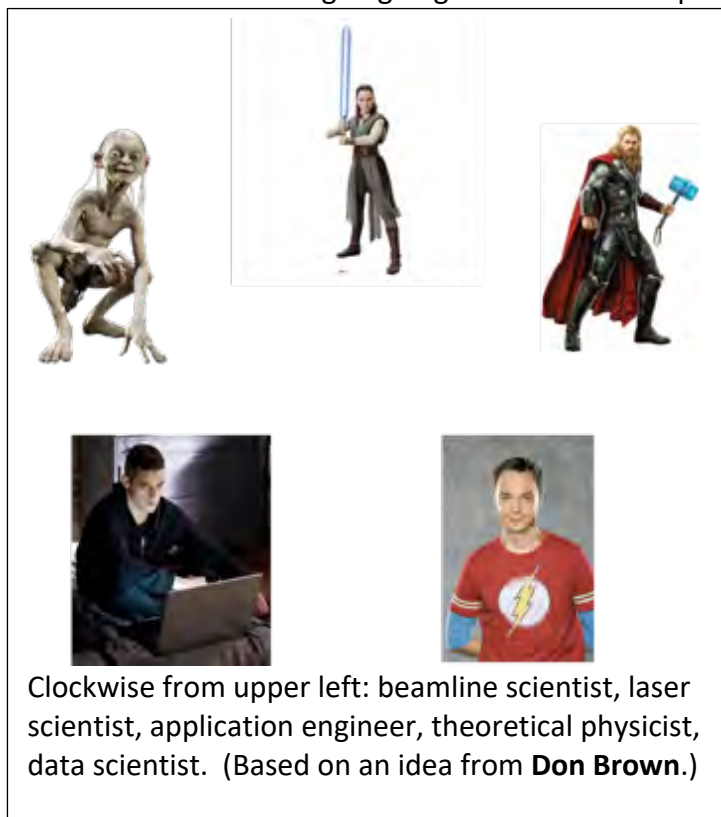 Clockwise from upper left: beamline scientist, laser
scientist, application engineer, theoretical physicist,
data scientist.  (Based on an idea from Don Brown.)